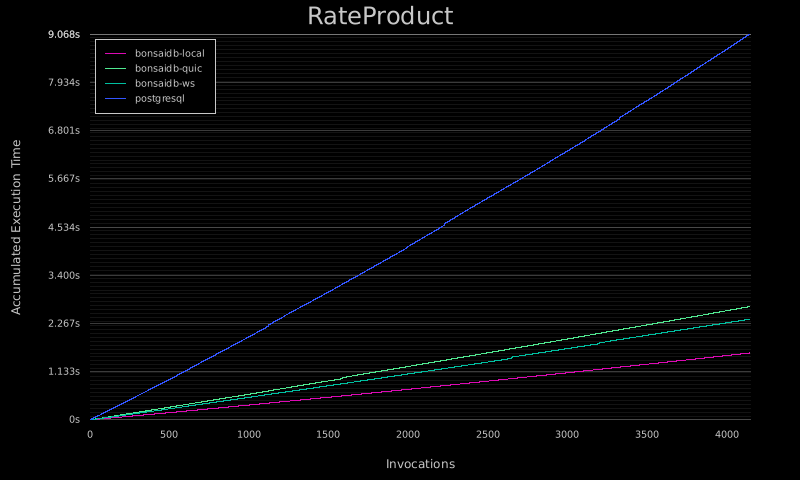 RateProduct
9.068s
7.934s
6.801s
5.667s
4.534s
3.400s
2.267s
1.133s
0s
bonsaidb-local
bonsaidb-quic
bonsaidb-ws
postgresql
Accumulated Execution Time
0 500 1000 1500 2000 2500 3000 3500 4000
Invocations